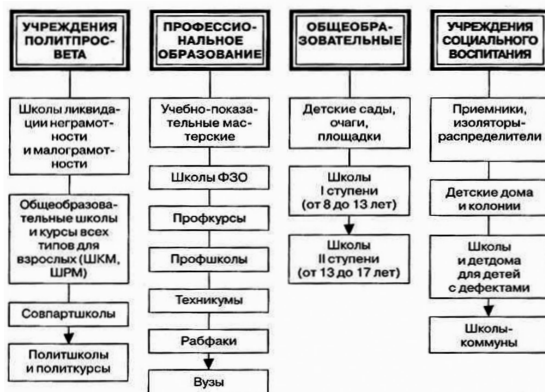 УЧРЕЖДЕНИЯ
ПОЛИТПРОС-
ВЕТА
Школы ликвида-
ции неграмот-
ности
и малограмот-
ности
Общеобразова-
тельные школы
и курсы всех
типов для
взрослых (ШКМ,
ШРМ)
Совпартшколы
Политшколы
и политкурсы
ПРОФЕССИО-
НАЛЬНОЕ
ОБРАЗОВАНИЕ
Учебно-показа-
тельные мас-
терские
Школы ФЗО
Профкурсы
Профшколы
Техникумы
Рабфаки
Вузы
ОБЩЕОБРА-
ЗОВАТЕЛЬНЫЕ
Детские сады,
очаги,
площадки
Школы
I ступени
(от 8 до 13 лет)
Школы
II ступени
(от 13 до 17 лет)
УЧРЕЖДЕНИЯ
СОЦИАЛЬНОГО
ВОСПИТАНИЯ
Приемники,
изоляторы-
распределители
Детские дома
и колонии
Школы
и детдома
для детей
с дефектами
Школы-
коммуны